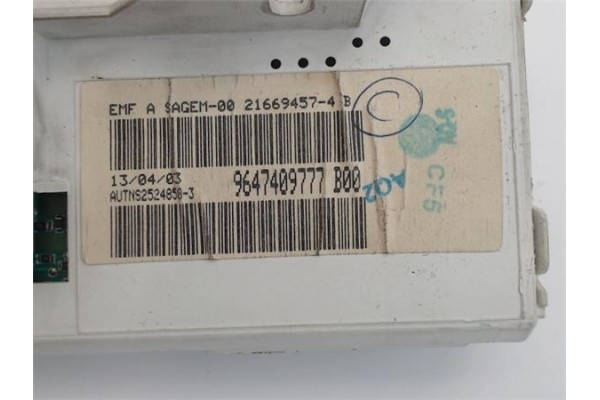 EMF A SAGEM-00 21669457-4 B
C
13/04/03
9647409777 B00
AUTNS2524858-3
AQ2
CF5